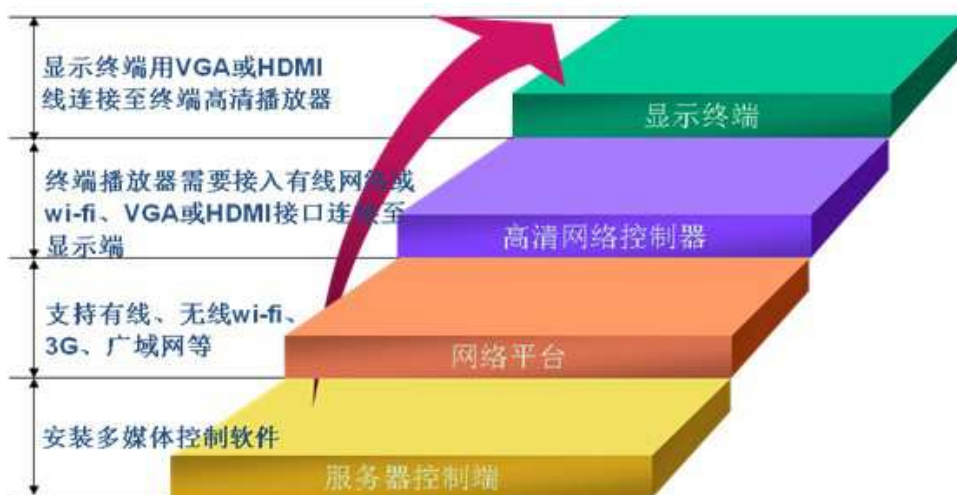 显示终端用VGA或HDMI
线连接至终端高清播放器
显示终端
终端播放器需要接入有线网络或
wi-fi、VGA或HDMI接口连接至
显示端
高清网络控制器
支持有线、无线wi-fi、
3G、广域网等
网络平台
安装多媒体控制软件
服务器控制端